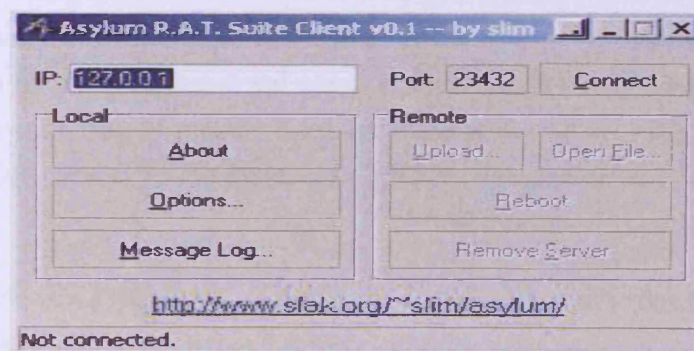 Asylum R.A.T. Suite Client v0.1 -- by slim
IP: 127.0.0.1 Port: 23432 Connect
Local
About
Options...
Message Log...
Remote
Upload... Open File...
Reboot
Remove Server
http://www.slak.org/~slim/asylum/
Not connected.